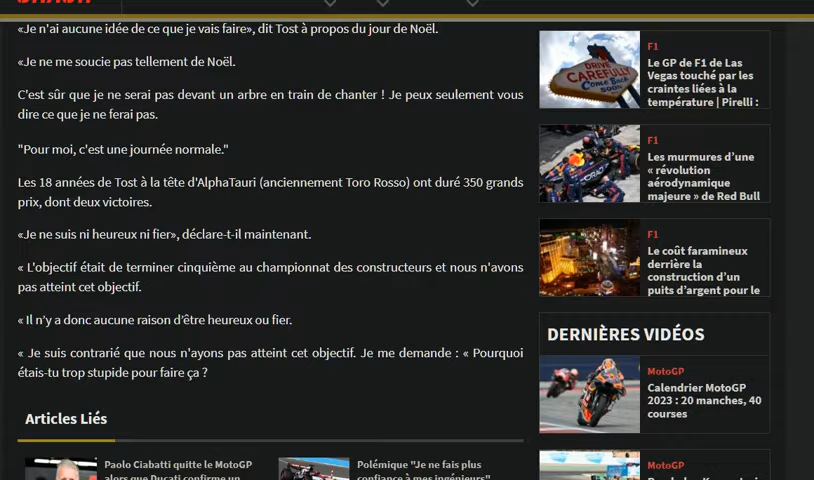 «Je n'ai aucune idée de ce que je vais faire», dit Tost à propos du jour de Noël.
«Je ne me soucie pas tellement de Noël.
C'est sûr que je ne serai pas devant un arbre en train de chanter ! Je peux seulement vous
dire ce que je ne ferai pas.
"Pour moi, c'est une journée normale."
Les 18 années de Tost à la tête d'AlphaTauri (anciennement Toro Rosso) ont duré 350 grands
prix, dont deux victoires.
«Je ne suis ni heureux ni fier», déclare-t-il maintenant.
« L'objectif était de terminer cinquième au championnat des constructeurs et nous n'avons
pas atteint cet objectif.
« Il n'y a donc aucune raison d'être heureux ou fier.
« Je suis contrarié que nous n'ayons pas atteint cet objectif. Je me demande : « Pourquoi
étais-tu trop stupide pour faire ça ?
Articles Liés
Paolo Ciabatti quitte le MotoGP
alors que Ducati confirme un
Polémique "Je ne fais plus
confiance à mes ingénieurs"
DRIVE
CAREFULLY
Come Back
SOON
F1
Le GP de F1 de Las
Vegas touché par les
craintes liées à la
température | Pirelli :
F1
Les murmures d'une
« révolution
aérodynamique
majeure » de Red Bull
F1
Le coût faramineux
derrière la
construction d'un
puits d'argent pour le
DERNIÈRES VIDÉOS
MotoGP
Calendrier MotoGP
2023 : 20 manches, 40
courses
MotoGP